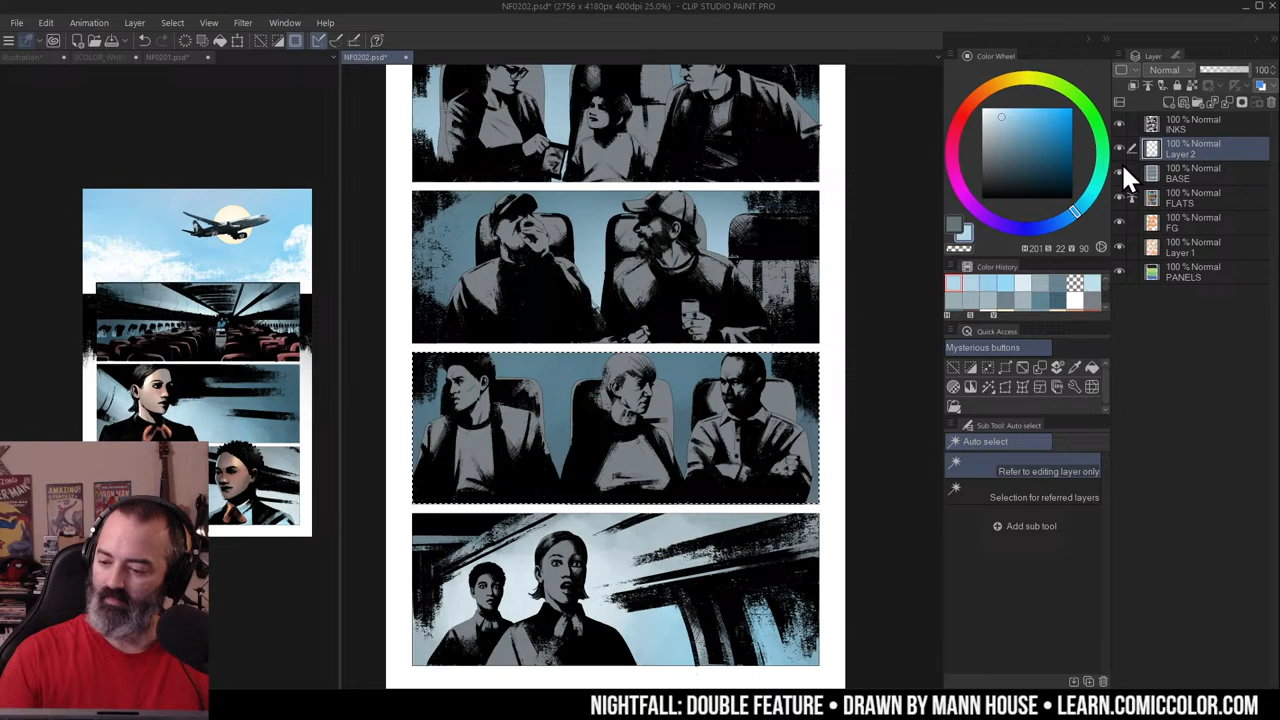 NF0202.psd* (2756 x 4180px 400dpi 25.0%) - CLIP STUDIO PAINT PRO
File Edit Animation Layer Select View Filter Window Help
Illustration* NF0201.psd* NF0202.psd*
Color Wheel
H 201 S 22 V 90
Color History
H S V
Quick Access
Mysterious buttons
Sub Tool: Auto select
Auto select
Refer to editing layer only
Selection for referred layers
Add sub tool
Layer
Normal 100
100 % Normal
INKS
100 % Normal
Layer 2
100 % Normal
BASE
100 % Normal
FLATS
100 % Normal
FG
100 % Normal
Layer 1
100 % Normal
PANELS
AMAZING
IRON MAN
NIGHTFALL: DOUBLE FEATURE • DRAWN BY MANN HOUSE • LEARN.COMICCOLOR.COM